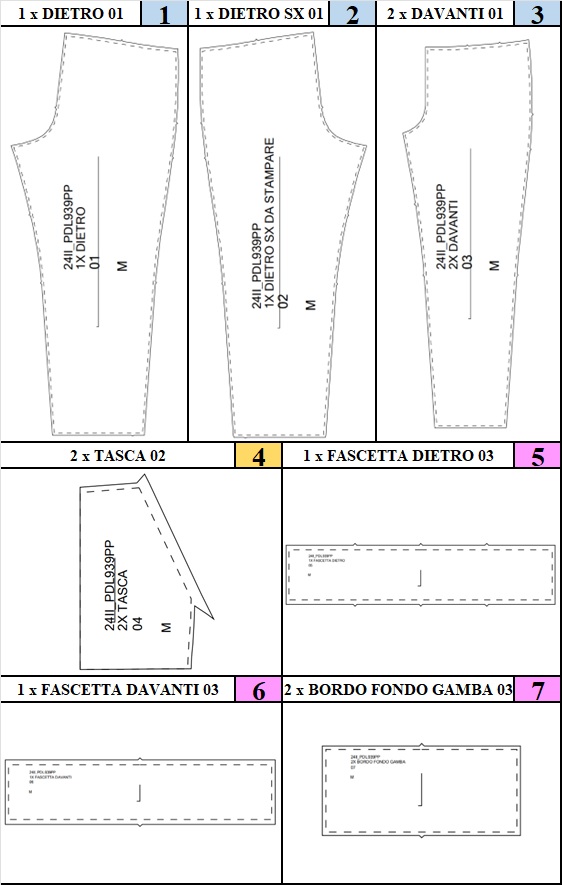 1 x DIETRO 01
1
1 x DIETRO SX 01
2
2 x DAVANTI 01
3
24II_PDL939PP
1X DIETRO
01
M
24II_PDL939PP
1X DIETRO SX DA STAMPARE
02
M
24II_PDL939PP
2X DAVANTI
03
M
2 x TASCA 02
4
1 x FASCETTA DIETRO 03
5
24II_PDL939PP
2X TASCA
04
M
24II_PDL939PP
1X FASCETTA DIETRO
05
M
1 x FASCETTA DAVANTI 03
6
2 x BORDO FONDO GAMBA 03
7
24II_PDL939PP
1X FASCETTA DAVANTI
06
M
24II_PDL939PP
2X BORDO FONDO GAMBA
07
M